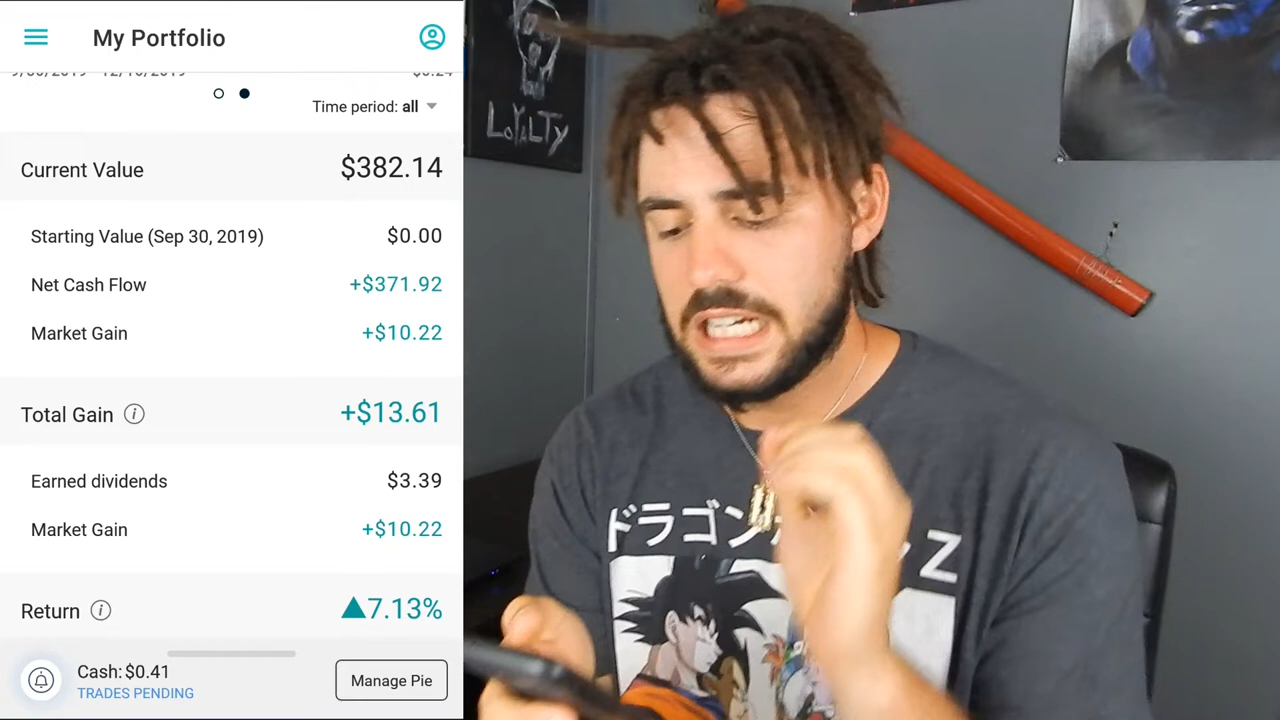 My Portfolio
Time period: all
Current Value $382.14
Starting Value (Sep 30, 2019) $0.00
Net Cash Flow +$371.92
Market Gain +$10.22
Total Gain +$13.61
Earned dividends $3.39
Market Gain +$10.22
Return ▲7.13%
Cash: $0.41
TRADES PENDING
Manage Pie
LOYALTY
ドラゴン
Z